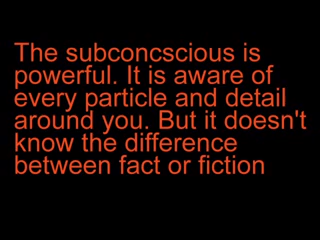 The subconcscious is
powerful. It is aware of
every particle and detail
around you. But it doesn't
know the difference
between fact or fiction